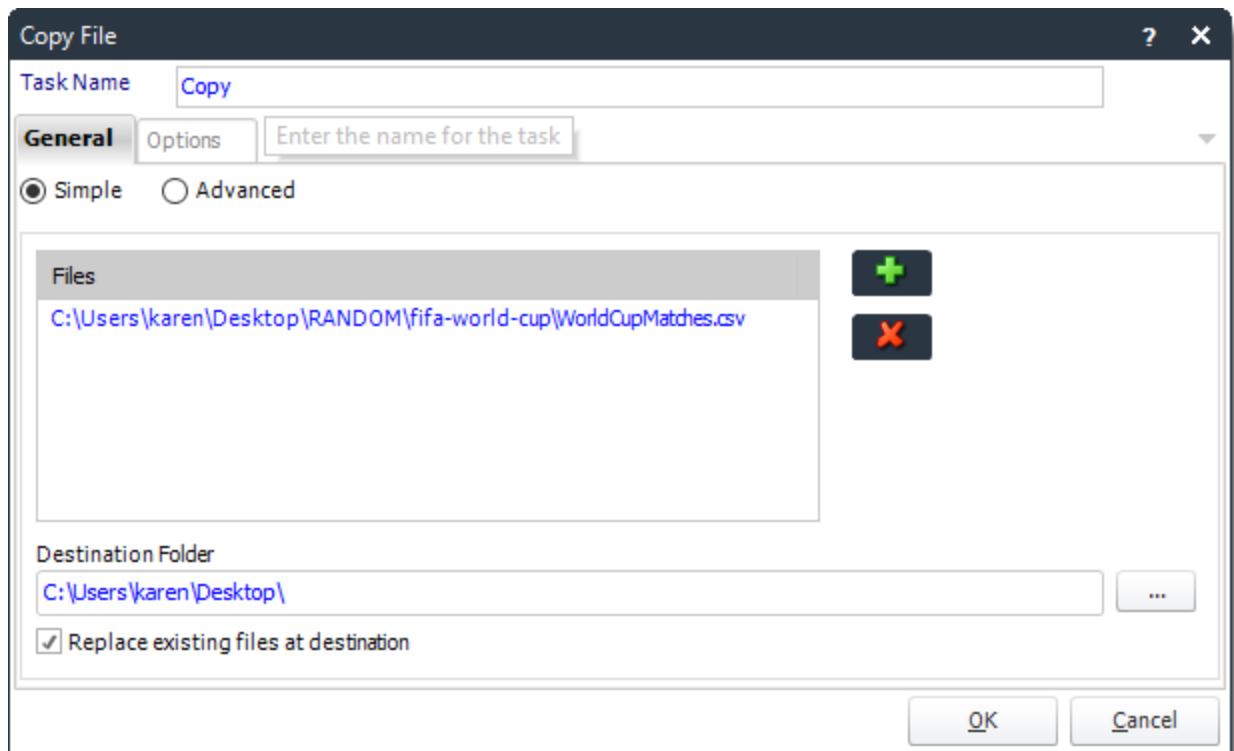 Copy File
Task Name
Copy
General Options Enter the name for the task
Simple Advanced
Files
C:\Users\karen\Desktop\RANDOM\fifa-world-cup\WorldCupMatches.csv
Destination Folder
C:\Users\karen\Desktop\
...
Replace existing files at destination
OK Cancel